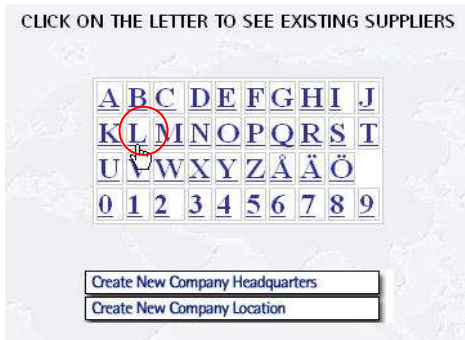 CLICK ON THE LETTER TO SEE EXISTING SUPPLIERS
A B C D E F G H I J
K L M N O P Q R S T
U V W X Y Z Å Ä Ö
0 1 2 3 4 5 6 7 8 9
Create New Company Headquarters
Create New Company Location